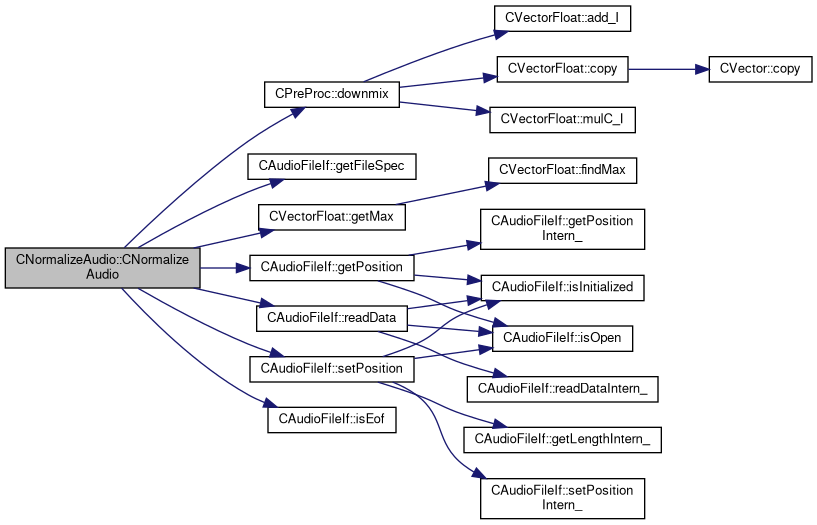 CVectorFloat::add_I
CVectorFloat::copy
CVector::copy
CPreProc::downmix
CVectorFloat::mulC_I
CAudioFileIf::getFileSpec
CVectorFloat::findMax
CVectorFloat::getMax
CAudioFileIf::getPosition
Intern_
CNormalizeAudio::CNormalize
Audio
CAudioFileIf::getPosition
CAudioFileIf::isInitialized
CAudioFileIf::readData
CAudioFileIf::isOpen
CAudioFileIf::setPosition
CAudioFileIf::readDataIntern_
CAudioFileIf::isEof
CAudioFileIf::getLengthIntern_
CAudioFileIf::setPosition
Intern_